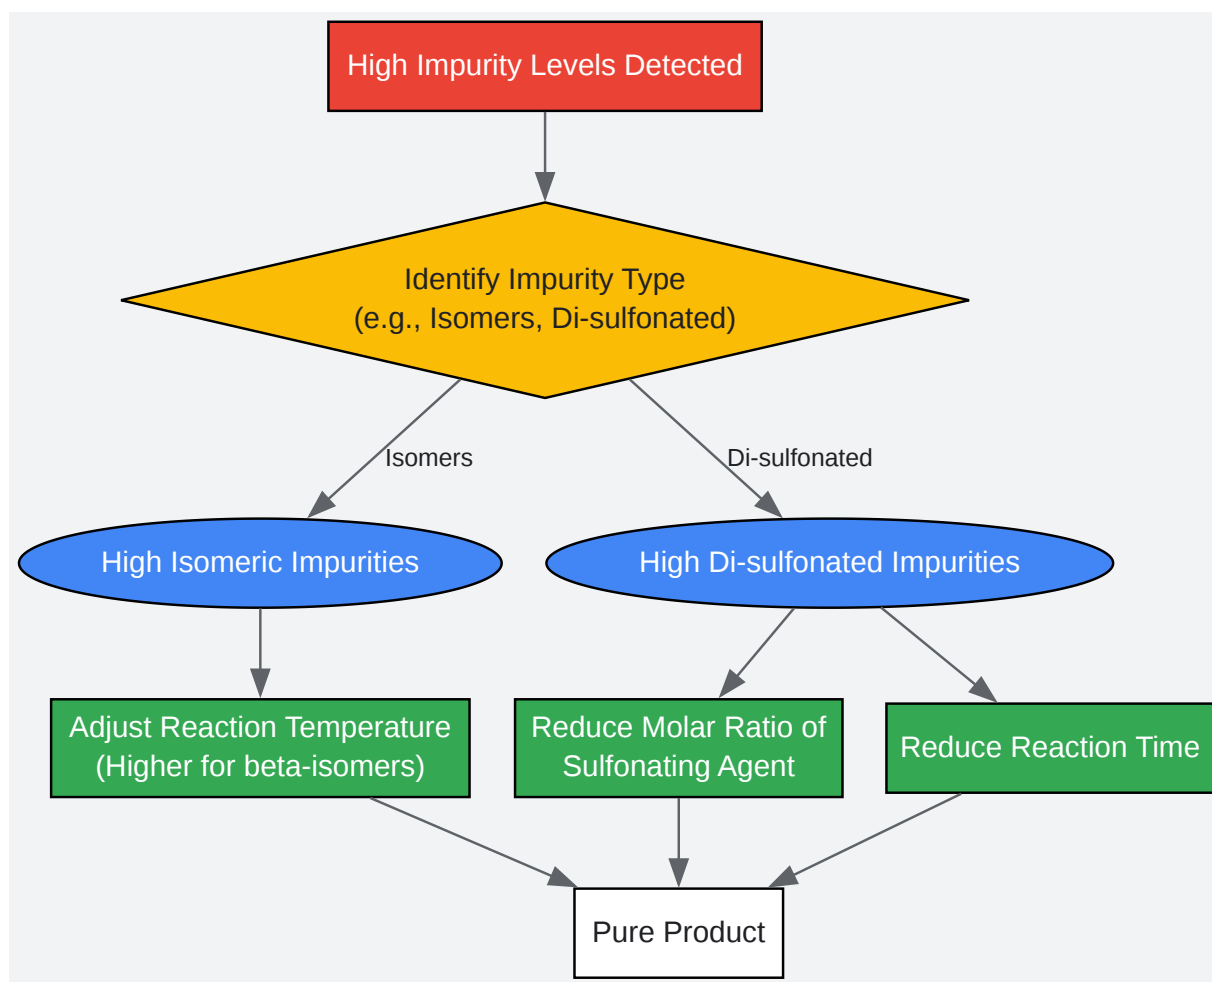 High Impurity Levels Detected
Identify Impurity Type
(e.g., Isomers, Di-sulfonated)
Isomers
Di-sulfonated
High Isomeric Impurities
High Di-sulfonated Impurities
Adjust Reaction Temperature
(Higher for beta-isomers)
Reduce Molar Ratio of
Sulfonating Agent
Reduce Reaction Time
Pure Product